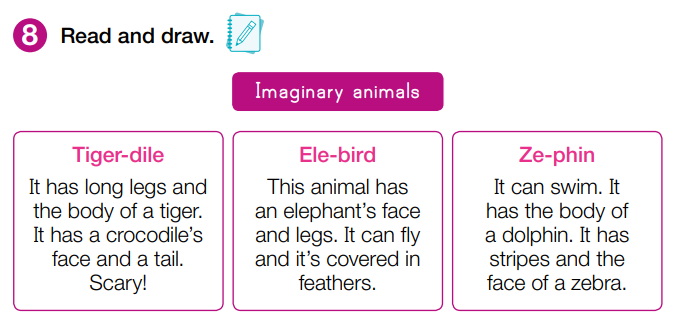 8 Read and draw.
Imaginary animals
Tiger-dile
It has long legs and
the body of a tiger.
It has a crocodile's
face and a tail.
Scary!
Ele-bird
This animal has
an elephant's face
and legs. It can fly
and it's covered in
feathers.
Ze-phin
It can swim. It
has the body of
a dolphin. It has
stripes and the
face of a zebra.